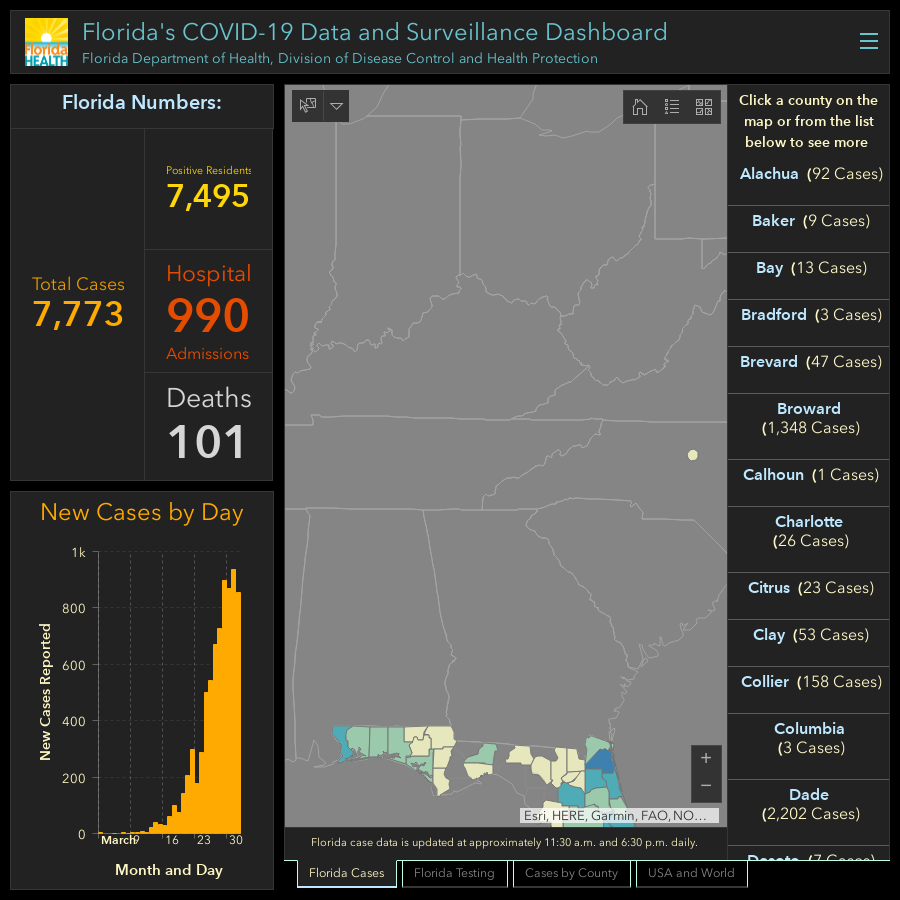 Florida HEALTH
Florida's COVID-19 Data and Surveillance Dashboard
Florida Department of Health, Division of Disease Control and Health Protection
Florida Numbers:
Total Cases
7,773
Positive Residents
7,495
Hospital
990
Admissions
Deaths
101
New Cases by Day
1k
800
600
400
200
0
New Cases Reported
March
9
16
23
30
Month and Day
Esri, HERE, Garmin, FAO, NO...
Florida case data is updated at approximately 11:30 a.m. and 6:30 p.m. daily.
Florida Cases
Florida Testing
Cases by County
USA and World
Click a county on the
map or from the list
below to see more
Alachua (92 Cases)
Baker (9 Cases)
Bay (13 Cases)
Bradford (3 Cases)
Brevard (47 Cases)
Broward
(1,348 Cases)
Calhoun (1 Cases)
Charlotte
(26 Cases)
Citrus (23 Cases)
Clay (53 Cases)
Collier (158 Cases)
Columbia
(3 Cases)
Dade
(2,202 Cases)
Desoto (7 Cases)